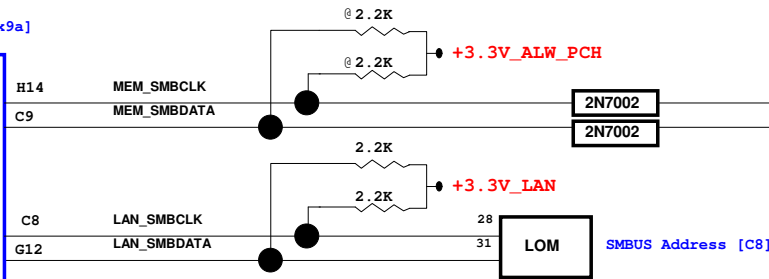 x9a]
@ 2.2K
+3.3V_ALW_PCH
@ 2.2K
H14 MEM_SMBCLK
2N7002
C9 MEM_SMBDATA
2N7002
2.2K
+3.3V_LAN
2.2K
C8 LAN_SMBCLK 28
G12 LAN_SMBDATA 31 LOM SMBUS Address [C8]